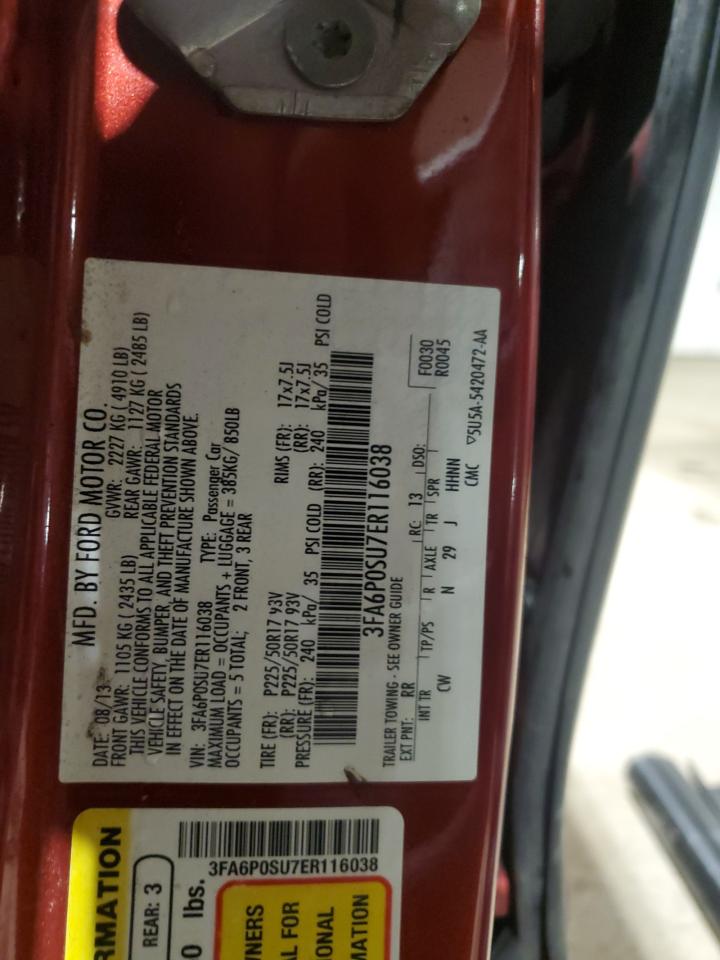 MFD. BY FORD MOTOR CO.
DATE: 08/13 GVWR: 2227 KG ( 4910 LB)
FRONT GAWR: 1105 KG ( 2435 LB) REAR GAWR: 1127 KG ( 2485 LB)
THIS VEHICLE CONFORMS TO ALL APPLICABLE FEDERAL MOTOR
VEHICLE SAFETY, BUMPER, AND THEFT PREVENTION STANDARDS
IN EFFECT ON THE DATE OF MANUFACTURE SHOWN ABOVE.
VIN: 3FA6P0SU7ER116038 TYPE: Passenger Car
MAXIMUM LOAD = OCCUPANTS + LUGGAGE = 385KG/ 850LB
OCCUPANTS = 5 TOTAL; 2 FRONT, 3 REAR
TIRE (FR): P225/50R17 93V RIMS (FR): 17x7.5J
(RR): P225/50R17 93V (RR): 17x7.5J
PRESSURE (FR): 240 kPa/ 35 PSI COLD (RR): 240 kPa/ 35 PSI COLD
3FA6P0SU7ER116038
TRAILER TOWING - SEE OWNER GUIDE
EXT PNT: RR RC: 13 DSO: F0030
R0045
INT TR TP/PS R AXLE TR SPR
CW N 29 J HHNN
CMC ▽5U5A-5420472-AA
RMATION
REAR: 3
0 lbs.
3FA6P0SU7ER116038
WNERS
AL FOR
IONAL
MATION